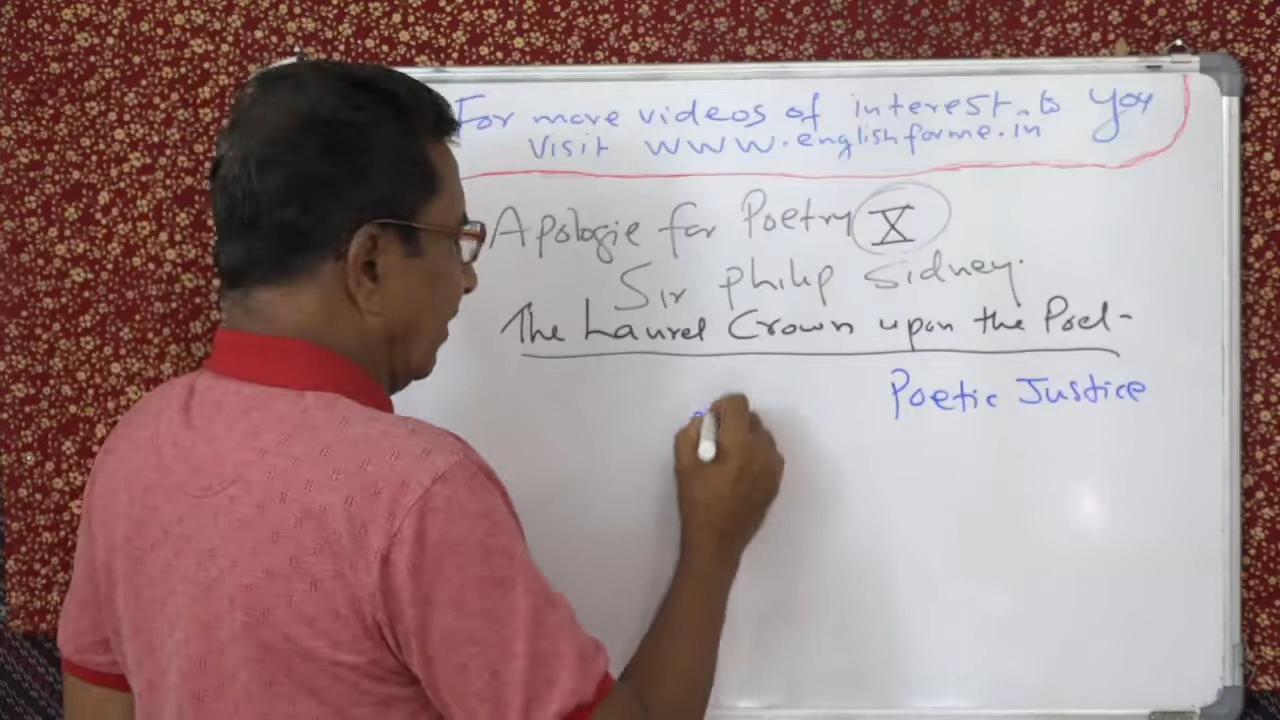 For more videos of interest to you
Visit www.englishforme.in
Apologie for Poetry X
Sir Philip Sidney.
The Laurel Crown upon the Poet-
Poetic Justice